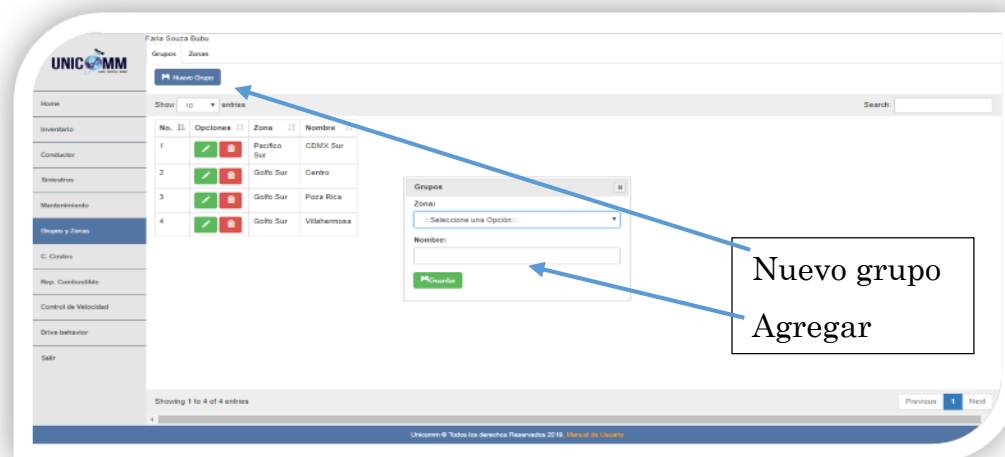 Faria Souza Bubu
UNICOMM
Grupos Zonas
Nuevo Grupo
Show 10 entries
Search:
Home
Inventario
Conductor
Siniestros
Mantenimiento
Grupos y Zonas
C. Costos
Rep. Combustible
Control de Velocidad
Drive behavior
Salir
No. Opciones Zona Nombre
1 Pacifico Sur CDMX Sur
2 Golfo Sur Centro
3 Golfo Sur Poza Rica
4 Golfo Sur Villahermosa
Grupos
Zona:
.::Seleccione una Opción::.
Nombre:
Guardar
Nuevo grupo
Agregar
Showing 1 to 4 of 4 entries
Previous 1 Next
Unicomm © Todos los derechos Reservados 2018. Manual de Usuario